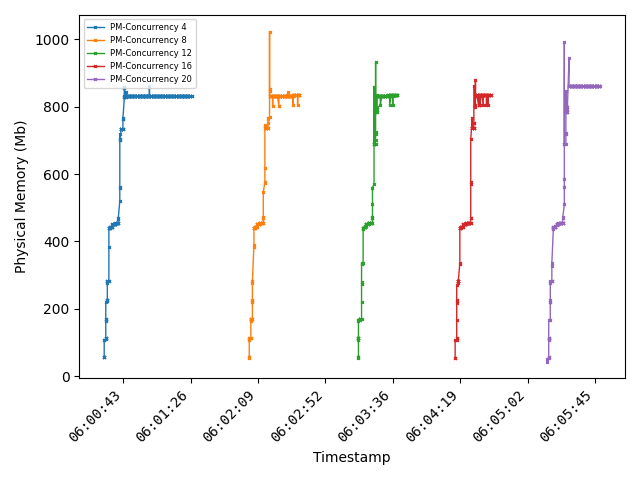 PM-Concurrency 4
PM-Concurrency 8
PM-Concurrency 12
PM-Concurrency 16
PM-Concurrency 20
1000
800
600
400
200
0
Physical Memory (Mb)
06:00:43
06:01:26
06:02:09
06:02:52
06:03:36
06:04:19
06:05:02
06:05:45
Timestamp